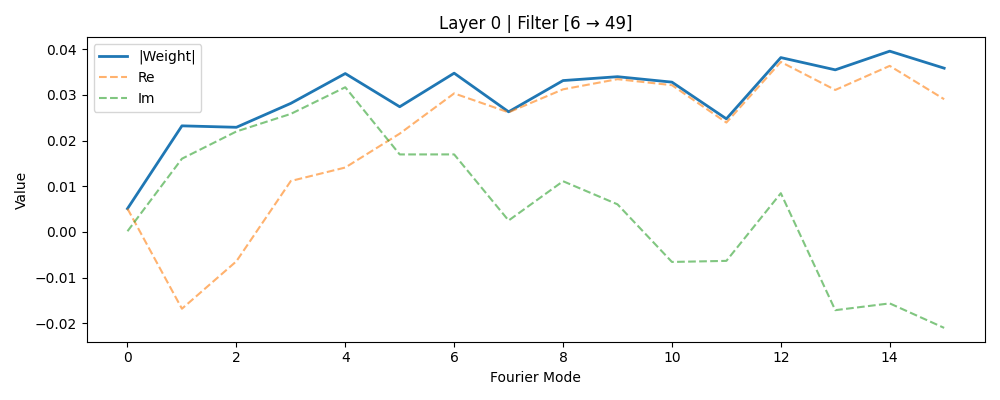 Layer 0 | Filter [6 → 49]
|Weight|
Re
Im
0.04
0.03
0.02
0.01
0.00
−0.01
−0.02
Value
0 2 4 6 8 10 12 14
Fourier Mode